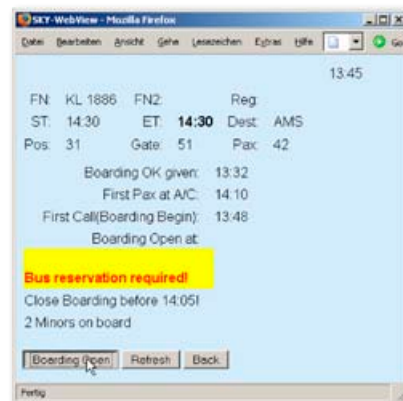 SKY-WebView - Mozilla Firefox
Datei Bearbeiten Ansicht Gehe Lesezeichen Extras Hilfe Go
13:45
FN: KL 1886 FN2: Reg:
ST: 14:30 ET: 14:30 Dest: AMS
Pos: 31 Gate: 51 Pax: 42
Boarding OK given: 13:32
First Pax at A/C: 14:10
First Call(Boarding Begin): 13:48
Boarding Open at:
Bus reservation required!
Close Boarding before 14:05!
2 Minors on board
Boarding Open Refresh Back
Fertig